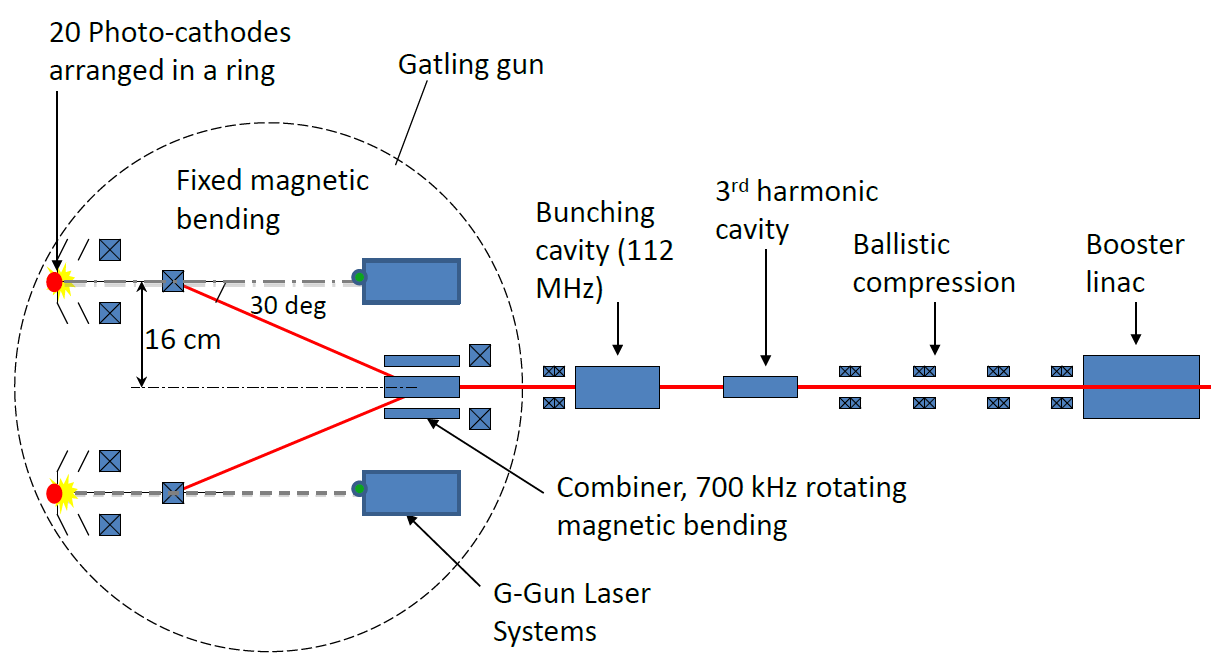 20 Photo-cathodes
arranged in a ring
Gatling gun
Fixed magnetic
bending
30 deg
16 cm
Bunching
cavity (112
MHz)
3rd harmonic
cavity
Ballistic
compression
Booster
linac
Combiner, 700 kHz rotating
magnetic bending
G-Gun Laser
Systems